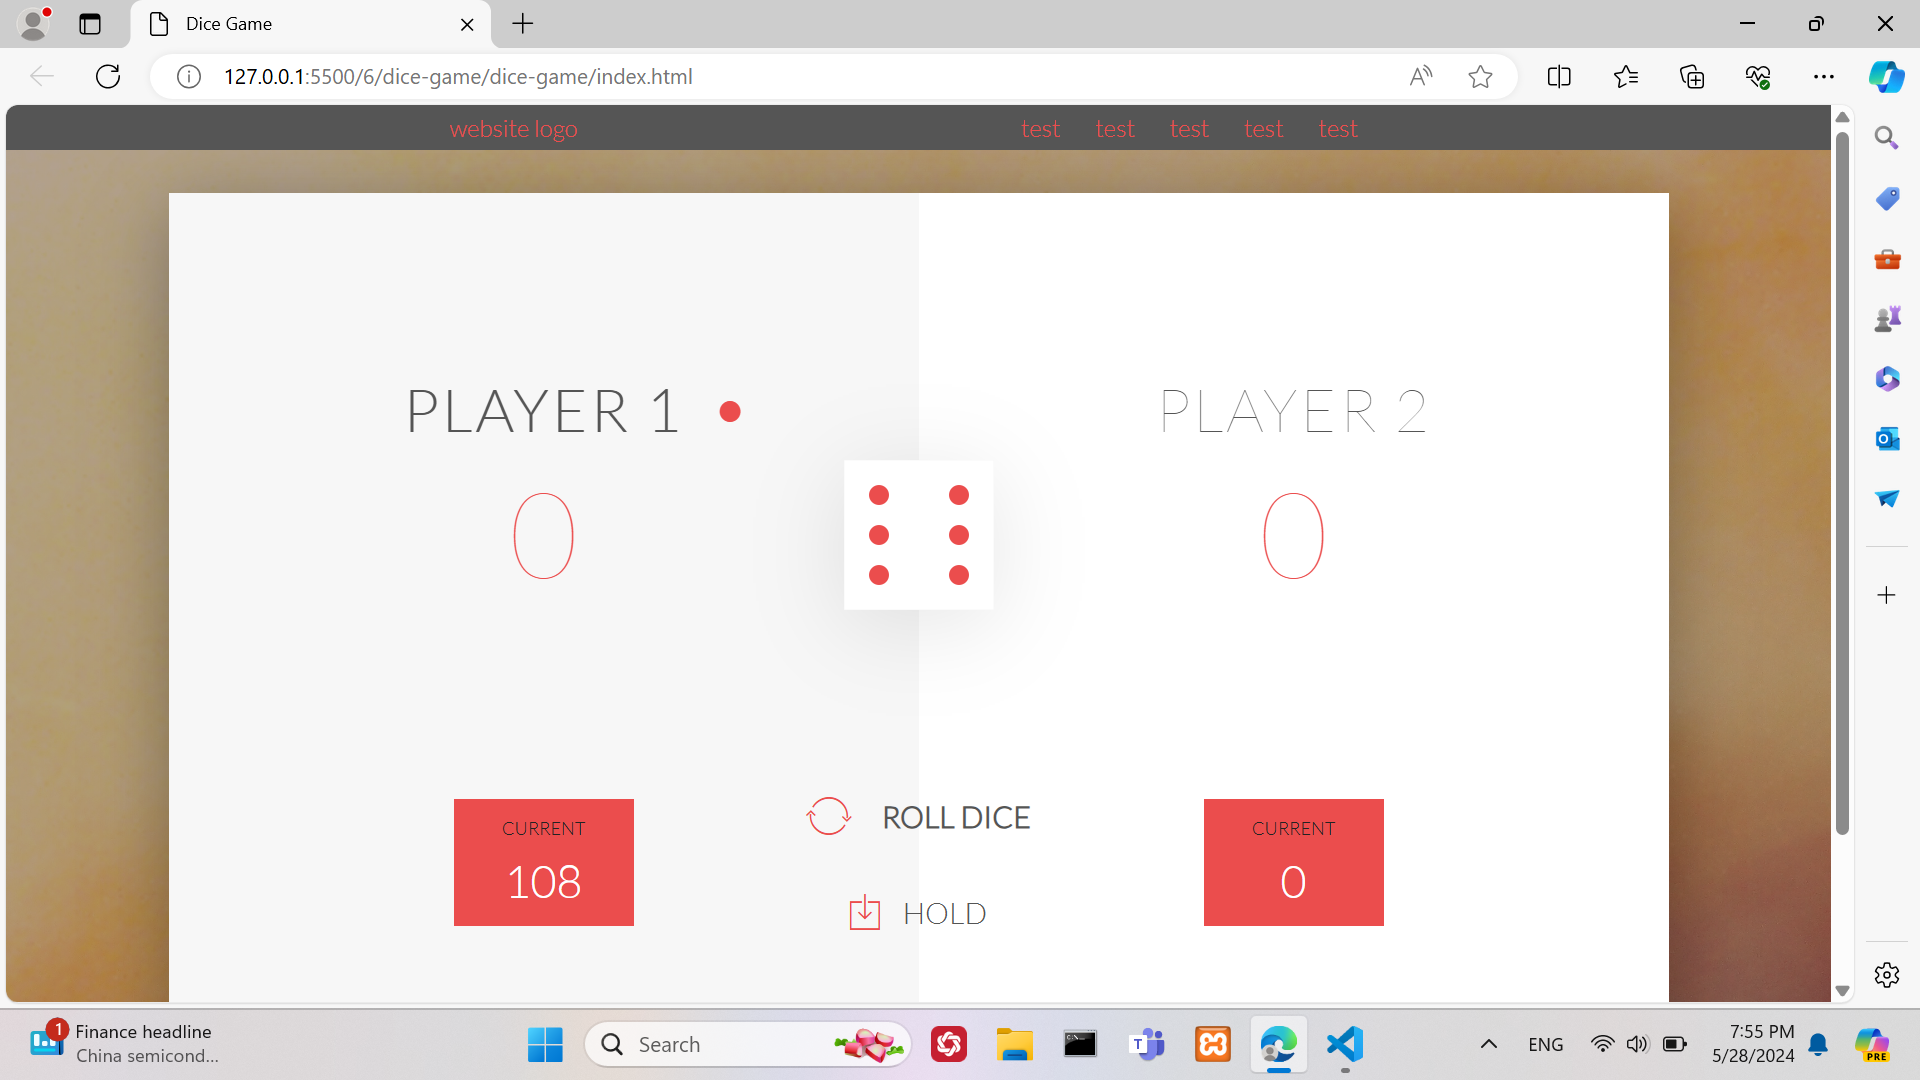 Dice Game
127.0.0.1:5500/6/dice-game/dice-game/index.html
website logo test test test test test
PLAYER 1
0
PLAYER 2
0
CURRENT
108
ROLL DICE
HOLD
CURRENT
0
1
Finance headline
China semicond...
Search
T
ENG
7:55 PM
5/28/2024
PRE